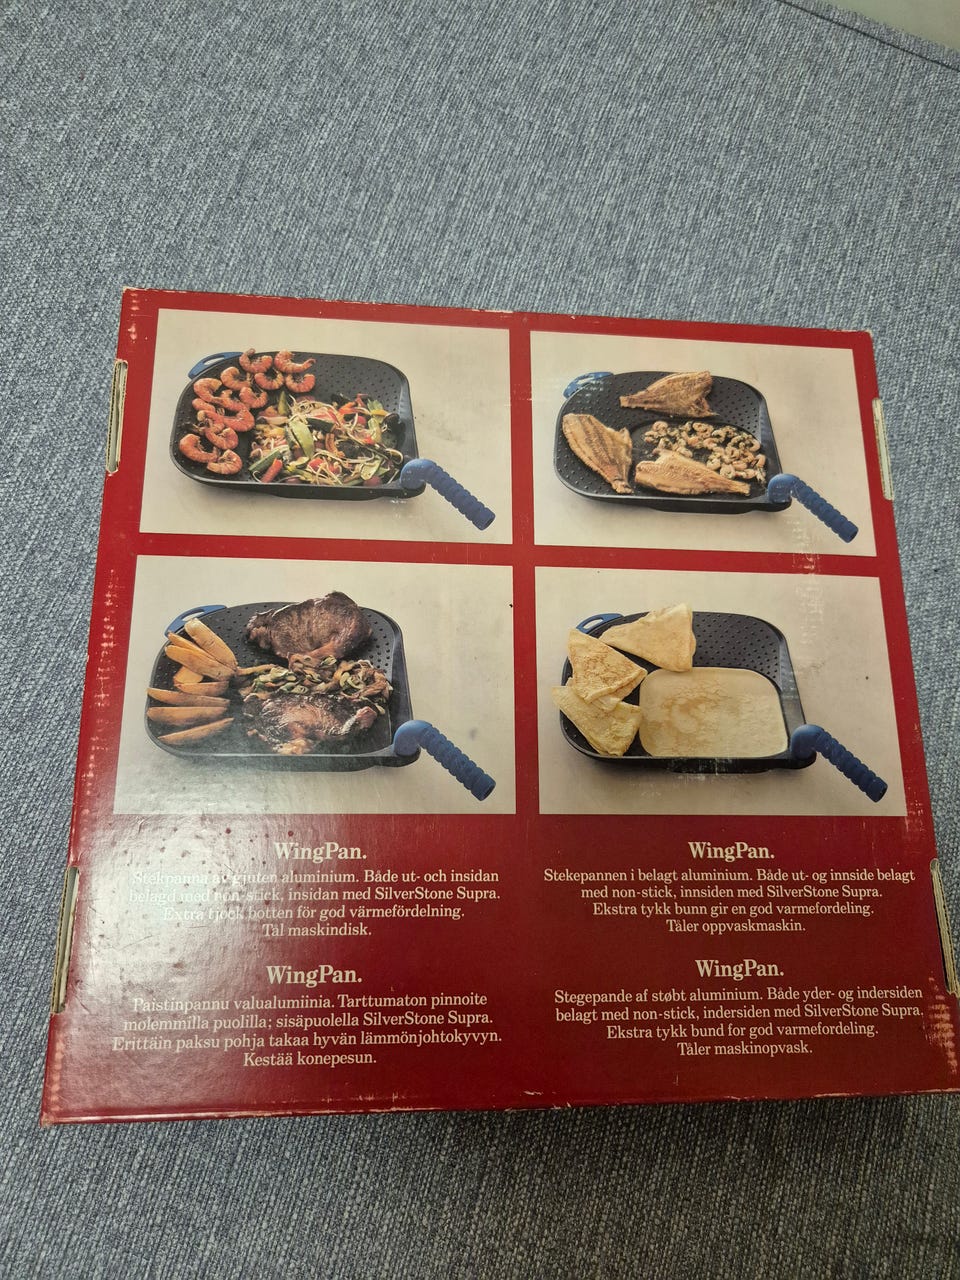 WingPan.
Stekpanna av gjuten aluminium. Både ut- och insidan
belagd med non-stick, insidan med SilverStone Supra.
Extra tjock botten för god värmefördelning.
Tål maskindisk.
WingPan.
Stekepannen i belagt aluminium. Både ut- og innside belagt
med non-stick, innsiden med SilverStone Supra.
Ekstra tykk bunn gir en god varmefordeling.
Tåler oppvaskmaskin.
WingPan.
Paistinpannu valualumiinia. Tarttumaton pinnoite
molemmilla puolilla; sisäpuolella SilverStone Supra.
Erittäin paksu pohja takaa hyvän lämmönjohtokyvyn.
Kestää konepesun.
WingPan.
Stegepande af støbt aluminium. Både yder- og indersiden
belagt med non-stick, indersiden med SilverStone Supra.
Ekstra tykk bund for god varmefordeling.
Tåler maskinopvask.